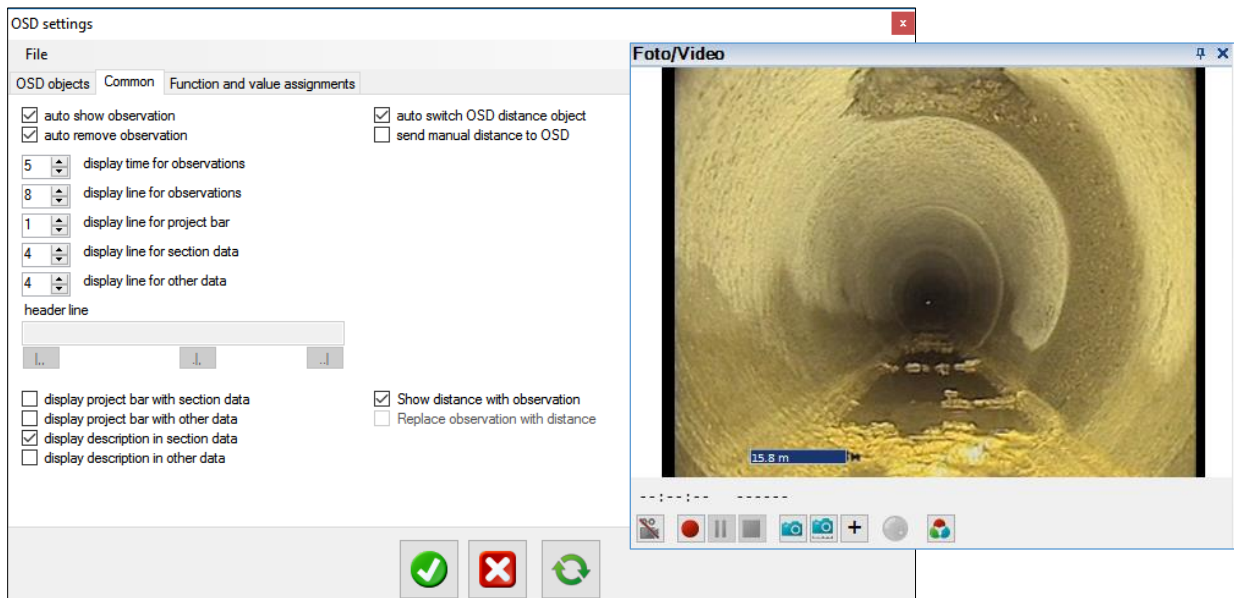 OSD settings
x
File
OSD objects
Common
Function and value assignments
auto show observation
auto remove observation
auto switch OSD distance object
send manual distance to OSD
5
display time for observations
8
display line for observations
1
display line for project bar
4
display line for section data
4
display line for other data
header line
|..
.|.
..|
display project bar with section data
display project bar with other data
display description in section data
display description in other data
Show distance with observation
Replace observation with distance
Foto/Video
15.8 m
--:--:-- ------